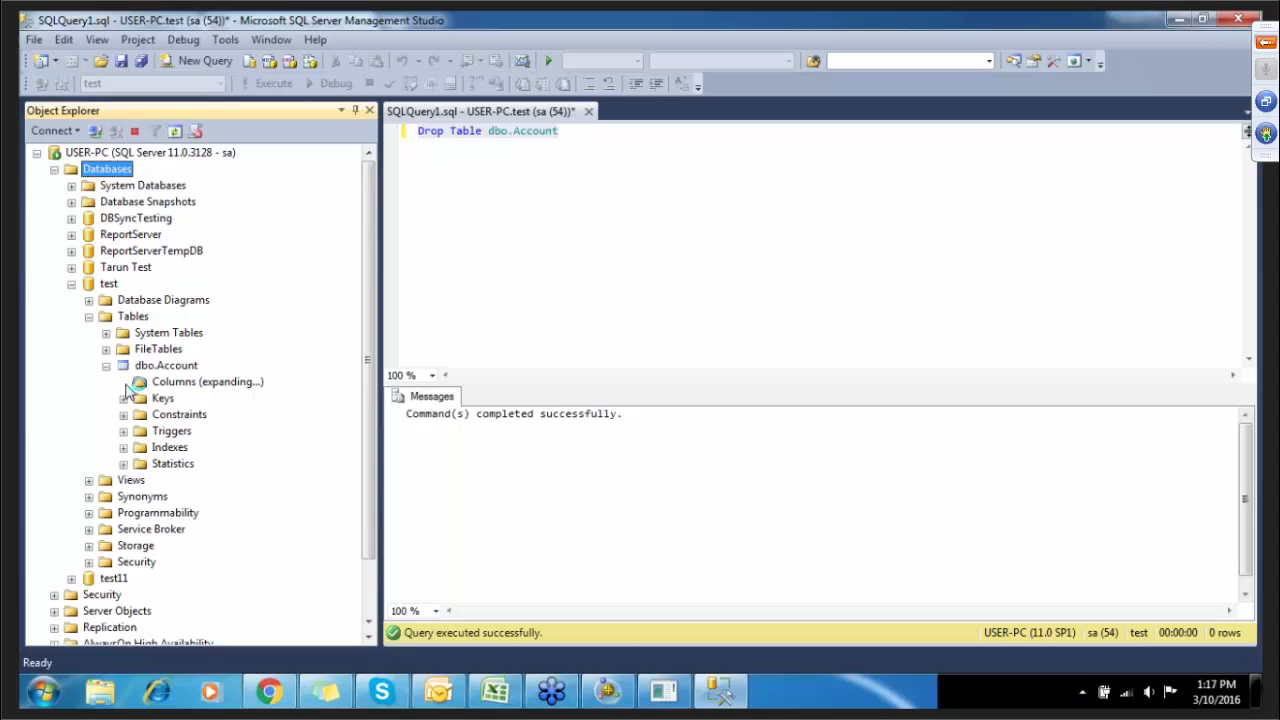 SQLQuery1.sql - USER-PC.test (sa (54))* - Microsoft SQL Server Management Studio
File Edit View Project Debug Tools Window Help
New Query
test Execute Debug
Object Explorer
SQLQuery1.sql - USER-PC.test (sa (54))*
Connect
Drop Table dbo.Account
USER-PC (SQL Server 11.0.3128 - sa)
Databases
System Databases
Database Snapshots
DBSyncTesting
ReportServer
ReportServerTempDB
Tarun Test
test
Database Diagrams
Tables
System Tables
FileTables
dbo.Account
Columns (expanding...)
Keys
Constraints
Triggers
Indexes
Statistics
Views
Synonyms
Programmability
Service Broker
Storage
Security
test11
Security
Server Objects
Replication
AlwaysOn High Availability
100 %
Messages
Command(s) completed successfully.
100 %
Query executed successfully. USER-PC (11.0 SP1) sa (54) test 00:00:00 0 rows
Ready
1:17 PM
3/10/2016